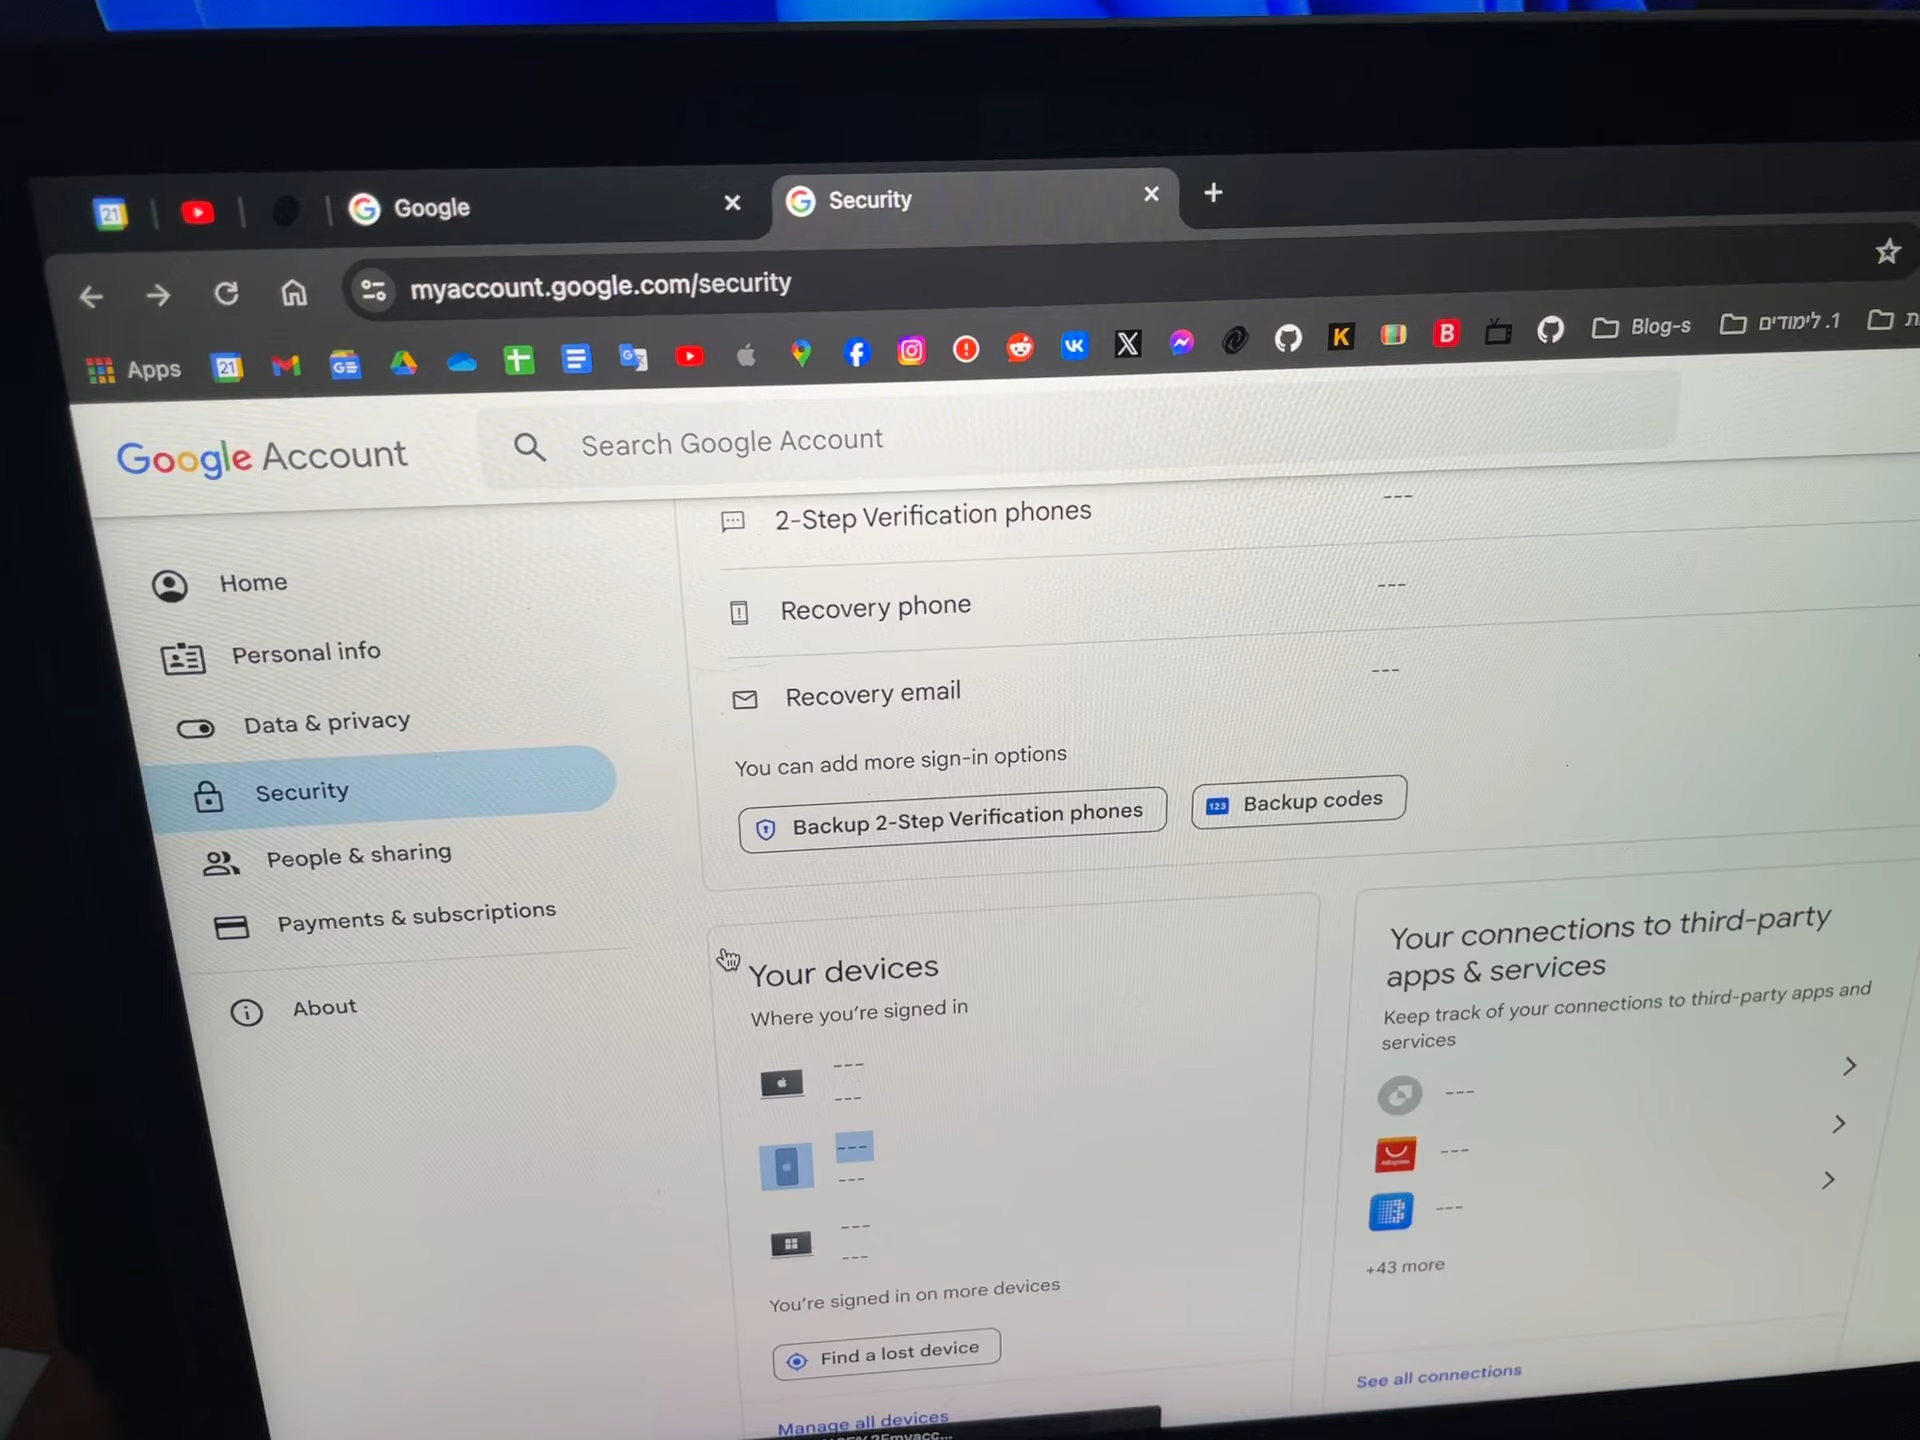 21
Google
Security
myaccount.google.com/security
Apps
21
GE
K
B
Blog-s
1. לימודים
Google Account
Search Google Account
2-Step Verification phones
---
Home
Recovery phone
---
Personal info
Recovery email
---
Data & privacy
You can add more sign-in options
Security
Backup 2-Step Verification phones
123 Backup codes
People & sharing
Payments & subscriptions
Your devices
Where you're signed in
Your connections to third-party
apps & services
Keep track of your connections to third-party apps and
services
About
---
---
---
---
---
---
---
---
---
+43 more
You're signed in on more devices
Find a lost device
See all connections
Manage all devices